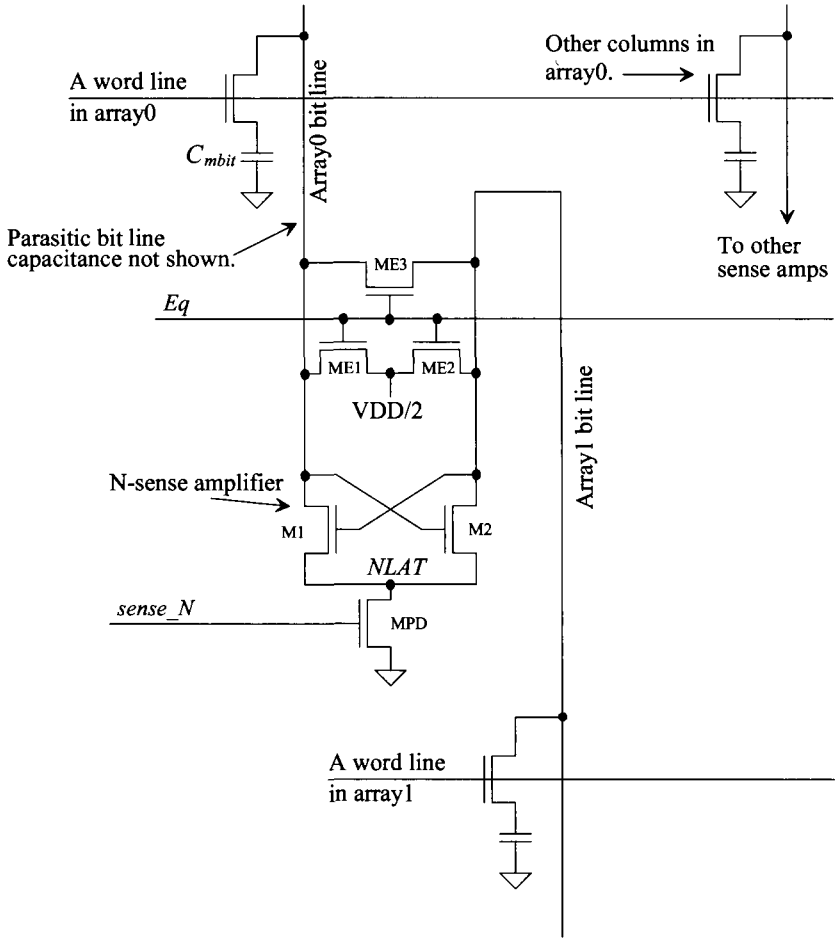 Other columns in
array0.
A word line
in array0
Array0 bit line
C_mbit
Parasitic bit line
capacitance not shown.
To other
sense amps
ME3
Eq
ME1
ME2
VDD/2
Array1 bit line
N-sense amplifier
M1
M2
NLAT
sense_N
MPD
A word line
in array1